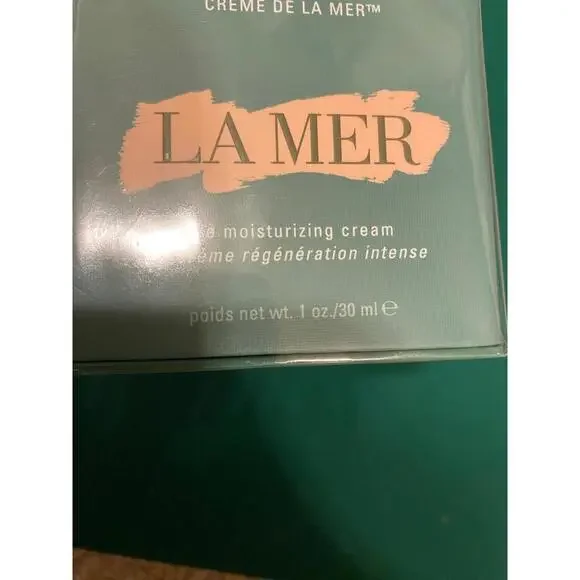 CRÈME DE LA MER™
LA MER
moisturizing cream
régénération intense
poids net wt. 1 oz./30 ml ℮